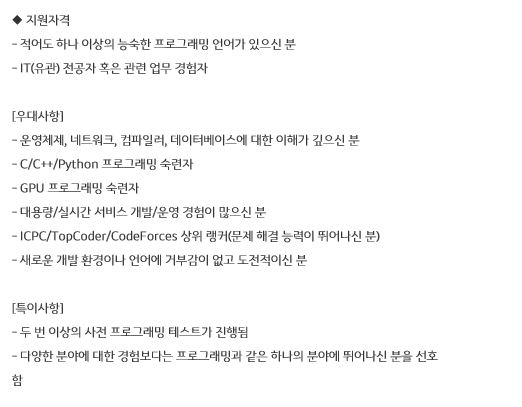 ◆ 지원자격
- 적어도 하나 이상의 능숙한 프로그래밍 언어가 있으신 분
- IT(유관) 전공자 혹은 관련 업무 경험자
[우대사항]
- 운영체제, 네트워크, 컴파일러, 데이터베이스에 대한 이해가 깊으신 분
- C/C++/Python 프로그래밍 숙련자
- GPU 프로그래밍 숙련자
- 대용량/실시간 서비스 개발/운영 경험이 많으신 분
- ICPC/TopCoder/CodeForces 상위 랭커(문제 해결 능력이 뛰어나신 분)
- 새로운 개발 환경이나 언어에 거부감이 없고 도전적이신 분
[특이사항]
- 두 번 이상의 사전 프로그래밍 테스트가 진행됨
- 다양한 분야에 대한 경험보다는 프로그래밍과 같은 하나의 분야에 뛰어나신 분을 선호
함